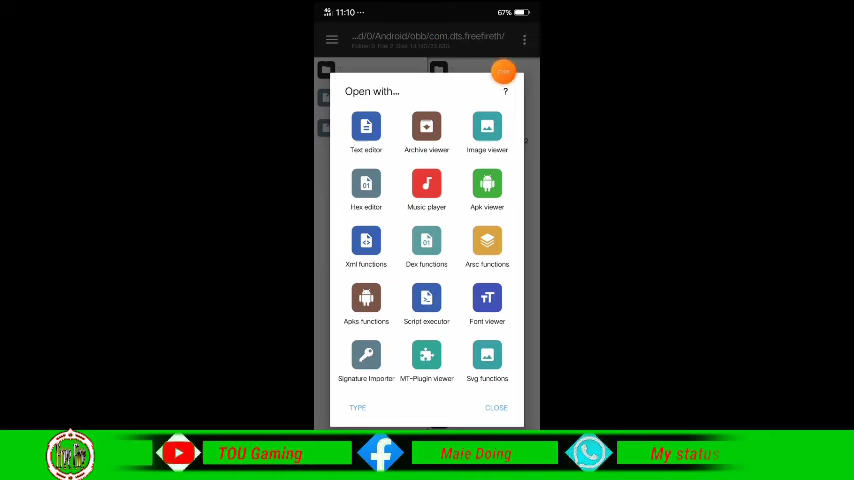 4G 11:10 ··· 67%
...d/0/Android/obb/com.dts.freefireth/
Open with... ?
Text editor Archive viewer Image viewer
Hex editor Music player Apk viewer
Xml functions Dex functions Arsc functions
Apks functions Script executor Font viewer
Signature Importer MT-Plugin viewer Svg functions
TYPE CLOSE
TOU Gaming Maie Doing My status